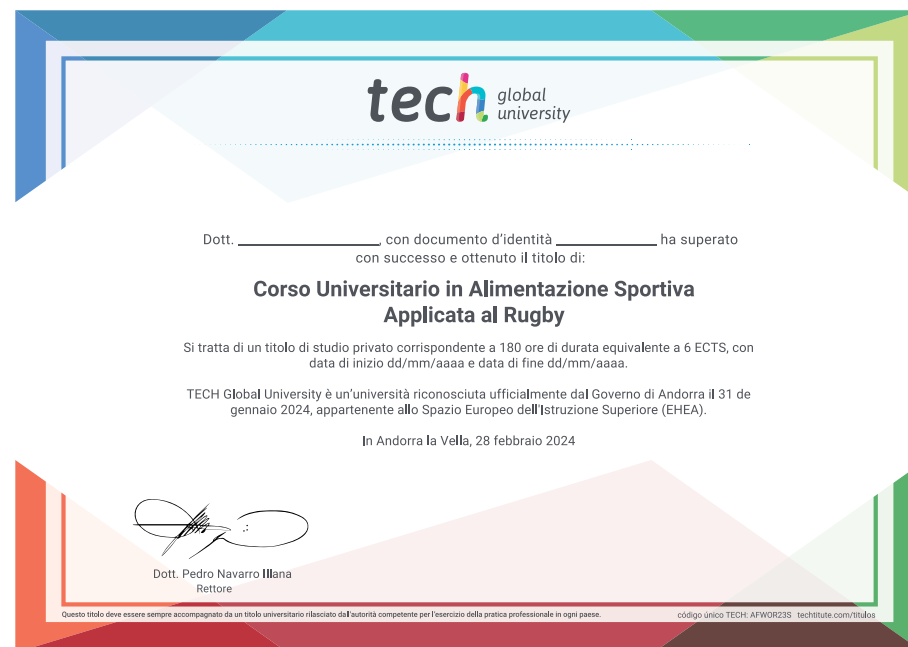 tech global university
Dott. ____________________, con documento d'identità ______________ ha superato
con successo e ottenuto il titolo di:
Corso Universitario in Alimentazione Sportiva
Applicata al Rugby
Si tratta di un titolo di studio privato corrispondente a 180 ore di durata equivalente a 6 ECTS, con
data di inizio dd/mm/aaaa e data di fine dd/mm/aaaa.
TECH Global University è un'università riconosciuta ufficialmente dal Governo di Andorra il 31 de
gennaio 2024, appartenente allo Spazio Europeo dell'Istruzione Superiore (EHEA).
In Andorra la Vella, 28 febbraio 2024
Dott. Pedro Navarro Illana
Rettore
Questo titolo deve essere sempre accompagnato da un titolo universitario rilasciato dall'autorità competente per l'esercizio della pratica professionale in ogni paese.
código único TECH: AFWOR23S techtitute.com/titulos